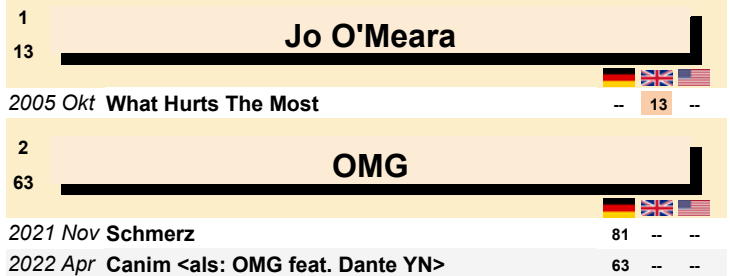 1
Jo O'Meara
13
2005 Okt What Hurts The Most -- 13 --
2
OMG
63
2021 Nov Schmerz 81 -- --
2022 Apr Canim <als: OMG feat. Dante YN> 63 -- --